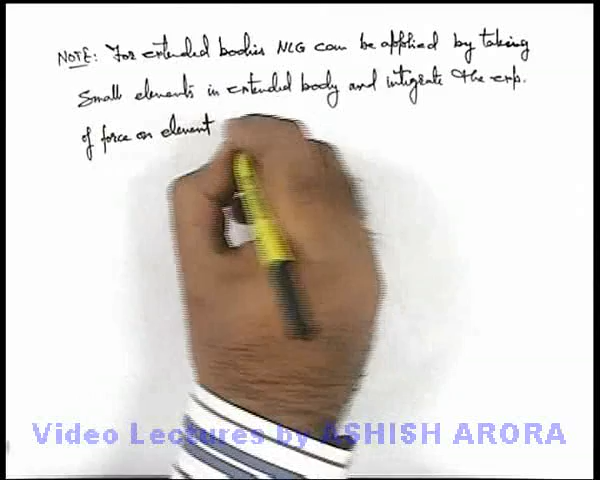 NOTE: For extended bodies NLG can be applied by taking
small elements in extended body and integrate the exp.
of force on element
Video Lectures by ASHISH ARORA